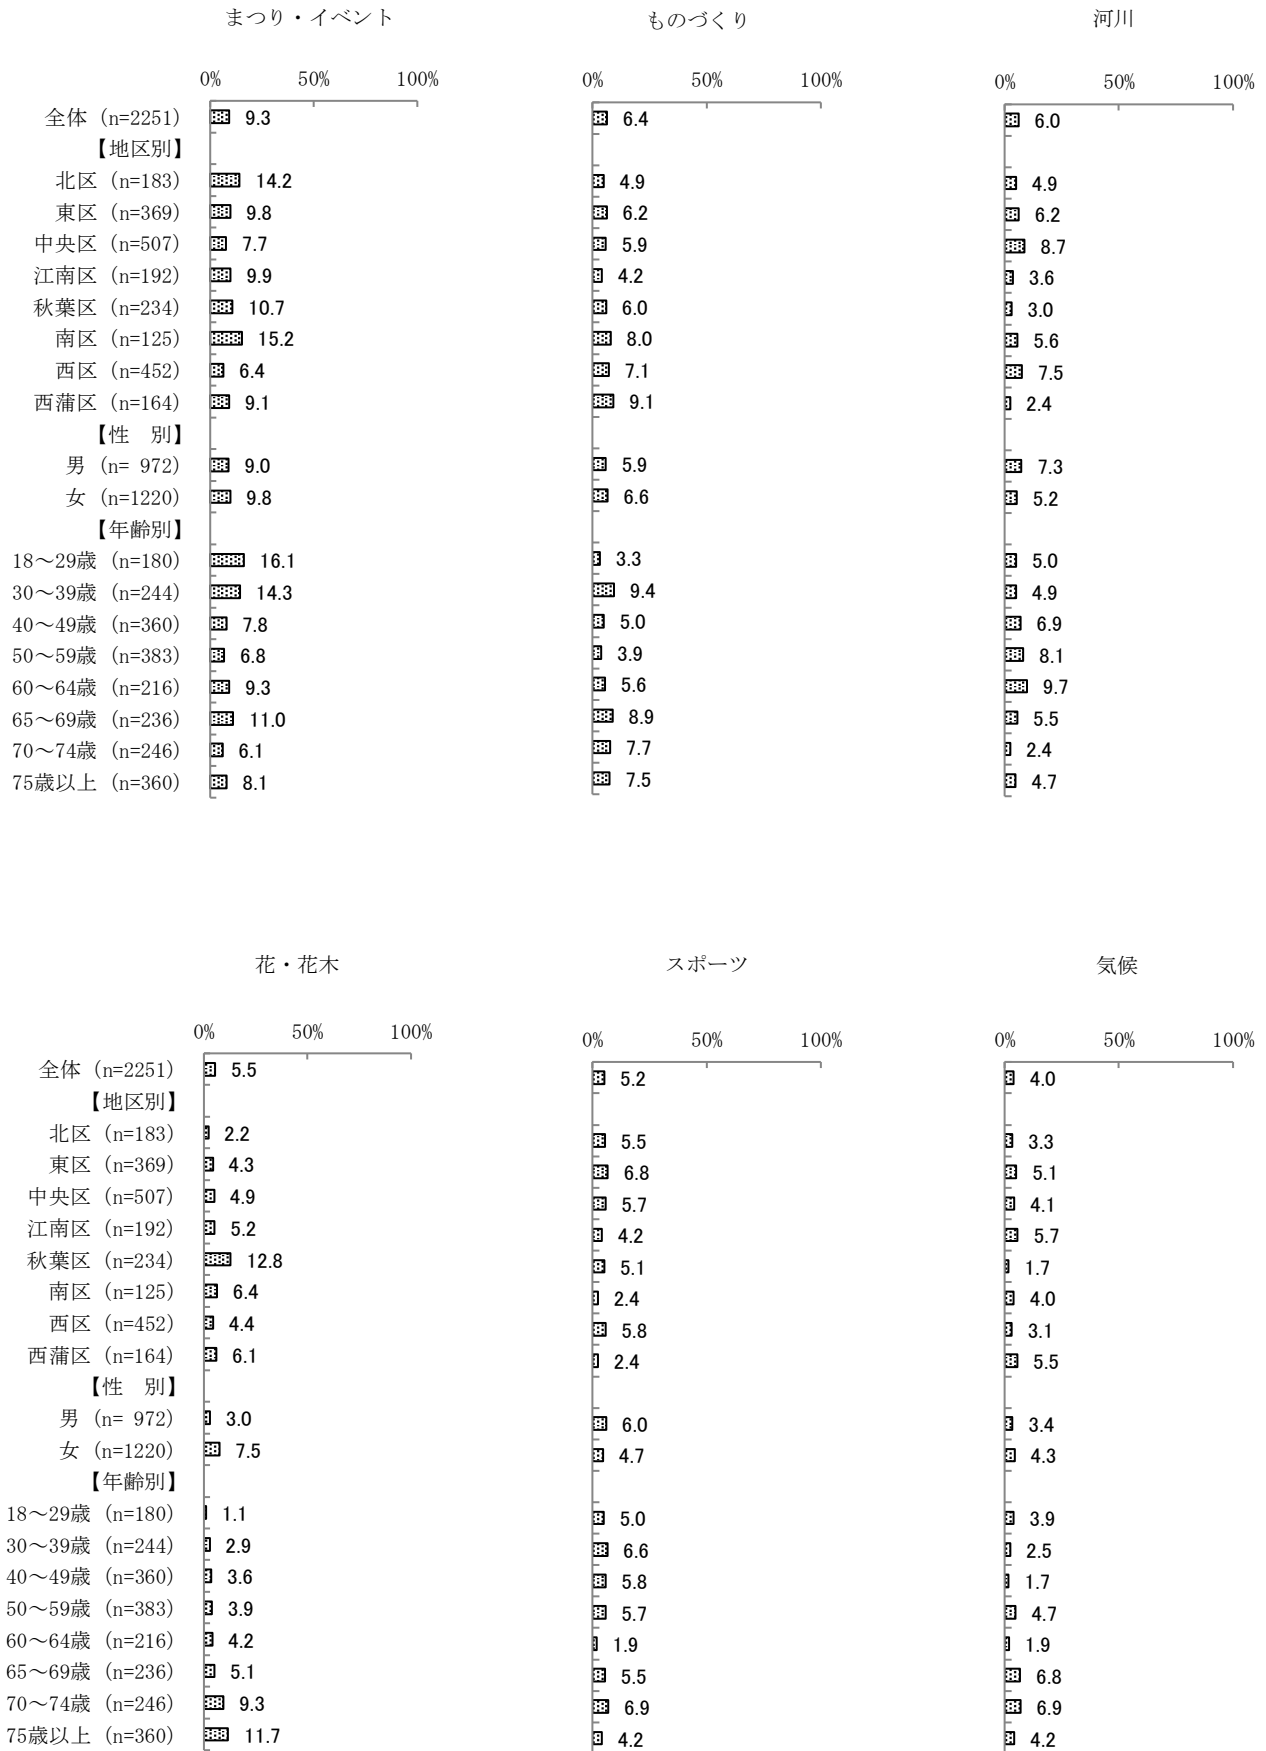 まつり・イベント ものづくり 河川
0% 50% 100% 0% 50% 100% 0% 50% 100%
全体 (n=2251) 9.3 6.4 6.0
【地区別】
北区 (n=183) 14.2 4.9 4.9
東区 (n=369) 9.8 6.2 6.2
中央区 (n=507) 7.7 5.9 8.7
江南区 (n=192) 9.9 4.2 3.6
秋葉区 (n=234) 10.7 6.0 3.0
南区 (n=125) 15.2 8.0 5.6
西区 (n=452) 6.4 7.1 7.5
西蒲区 (n=164) 9.1 9.1 2.4
【性　別】
男 (n= 972) 9.0 5.9 7.3
女 (n=1220) 9.8 6.6 5.2
【年齢別】
18～29歳 (n=180) 16.1 3.3 5.0
30～39歳 (n=244) 14.3 9.4 4.9
40～49歳 (n=360) 7.8 5.0 6.9
50～59歳 (n=383) 6.8 3.9 8.1
60～64歳 (n=216) 9.3 5.6 9.7
65～69歳 (n=236) 11.0 8.9 5.5
70～74歳 (n=246) 6.1 7.7 2.4
75歳以上 (n=360) 8.1 7.5 4.7
花・花木 スポーツ 気候
0% 50% 100% 0% 50% 100% 0% 50% 100%
全体 (n=2251) 5.5 5.2 4.0
【地区別】
北区 (n=183) 2.2 5.5 3.3
東区 (n=369) 4.3 6.8 5.1
中央区 (n=507) 4.9 5.7 4.1
江南区 (n=192) 5.2 4.2 5.7
秋葉区 (n=234) 12.8 5.1 1.7
南区 (n=125) 6.4 2.4 4.0
西区 (n=452) 4.4 5.8 3.1
西蒲区 (n=164) 6.1 2.4 5.5
【性　別】
男 (n= 972) 3.0 6.0 3.4
女 (n=1220) 7.5 4.7 4.3
【年齢別】
18～29歳 (n=180) 1.1 5.0 3.9
30～39歳 (n=244) 2.9 6.6 2.5
40～49歳 (n=360) 3.6 5.8 1.7
50～59歳 (n=383) 3.9 5.7 4.7
60～64歳 (n=216) 4.2 1.9 1.9
65～69歳 (n=236) 5.1 5.5 6.8
70～74歳 (n=246) 9.3 6.9 6.9
75歳以上 (n=360) 11.7 4.2 4.2